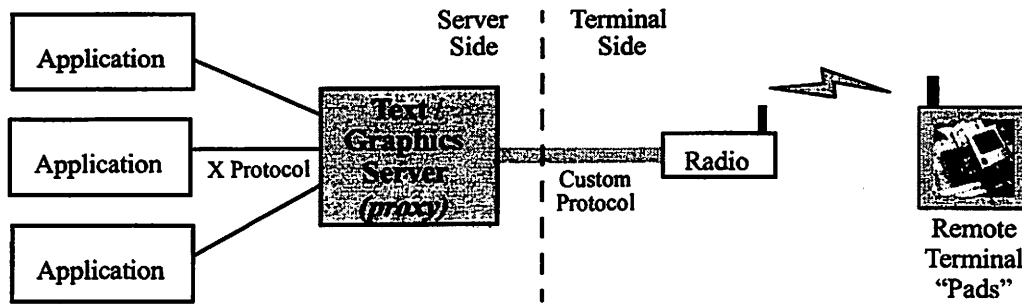 Server
Side
Terminal
Side
Application
Application
Application
X Protocol
Text /
Graphics
Server
(proxy)
Custom
Protocol
Radio
Remote
Terminal
“Pads”